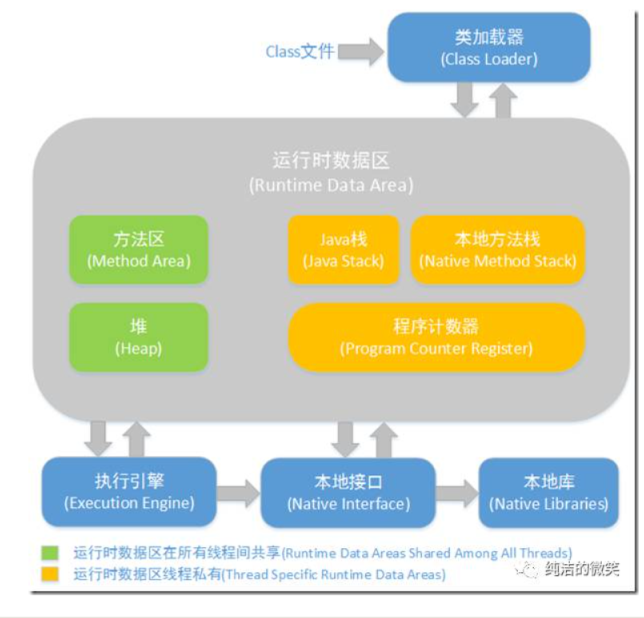 类加载器
(Class Loader)
Class文件
运行时数据区
(Runtime Data Area)
方法区
(Method Area)
Java栈
(Java Stack)
本地方法栈
(Native Method Stack)
堆
(Heap)
程序计数器
(Program Counter Register)
执行引擎
(Execution Engine)
本地接口
(Native Interface)
本地库
(Native Libraries)
运行时数据区在所有线程间共享(Runtime Data Areas Shared Among All Threads)
运行时数据区线程私有(Thread Specific Runtime Data Areas)
纯洁的微笑